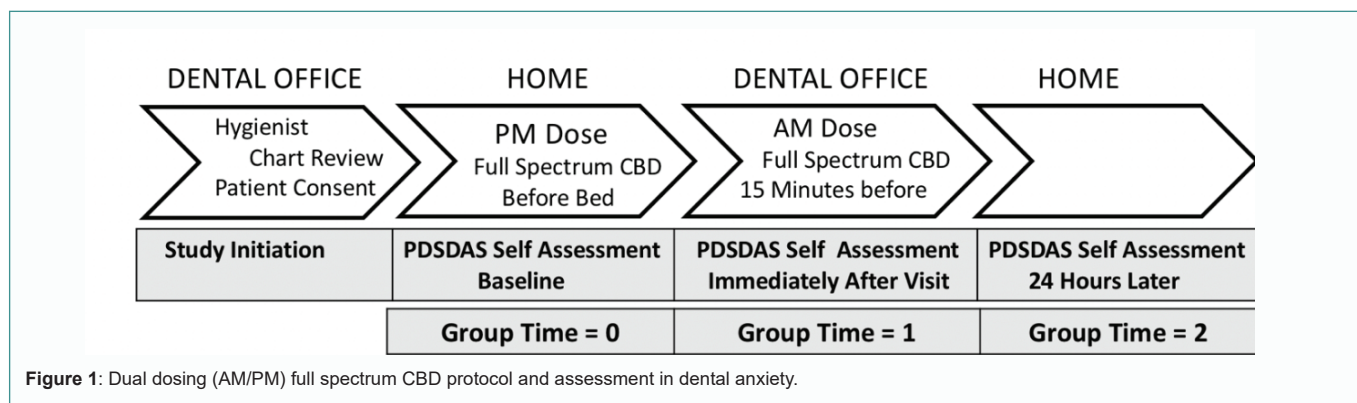 DENTAL OFFICE HOME DENTAL OFFICE HOME
Hygienist
Chart Review
Patient Consent
PM Dose
Full Spectrum CBD
Before Bed
AM Dose
Full Spectrum CBD
15 Minutes before
Study Initiation
PDSDAS Self Assessment
Baseline
PDSDAS Self Assessment
Immediately After Visit
PDSDAS Self Assessment
24 Hours Later
Group Time = 0 Group Time = 1 Group Time = 2
Figure 1: Dual dosing (AM/PM) full spectrum CBD protocol and assessment in dental anxiety.